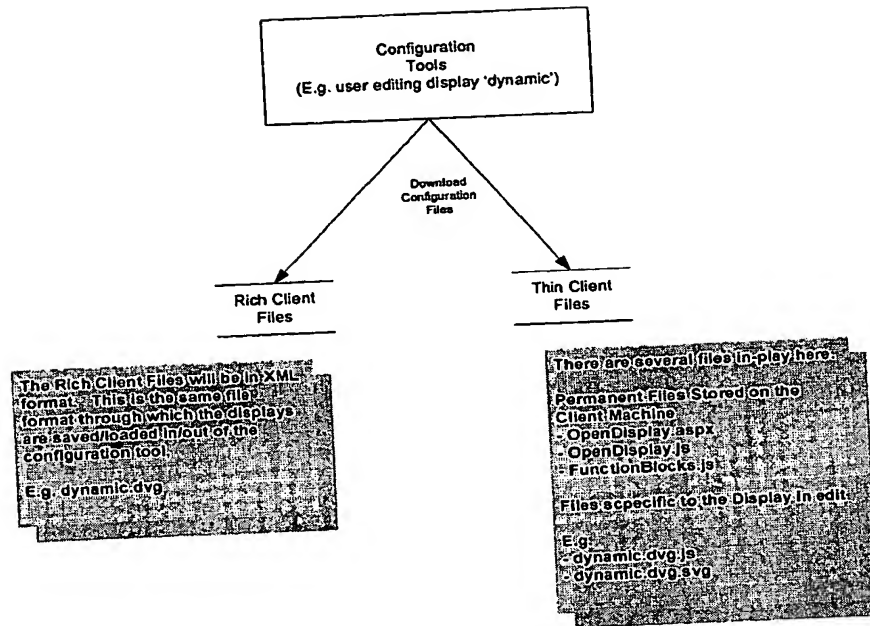 Configuration
Tools
(E.g. user editing display 'dynamic')
Download
Configuration
Files
Rich Client
Files
Thin Client
Files
The Rich Client Files will be in XML
format. This is the same file
format through which the displays
are saved/loaded in/out of the
configuration tool.
E.g. dynamic.dvg
There are several files in-play here.
Permanent Files Stored on the
Client Machine
- OpenDisplay.aspx
- OpenDisplay.js
- FunctionBlocks.js
Files scpecific to the Display in edit
E.g.
- dynamic.dvg.js
- dynamic.dvg.svg